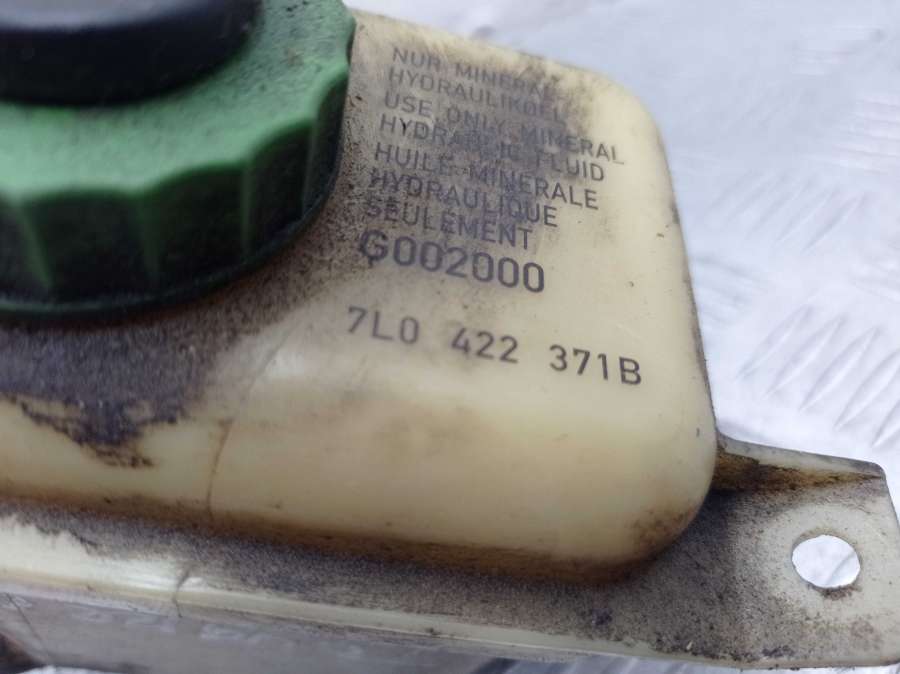 NUR MINERAL
HYDRAULIKOEL
USE ONLY MINERAL
HYDRAULIC FLUID
HUILE MINERALE
HYDRAULIQUE
SEULEMENT
G002000
7L0 422 371B